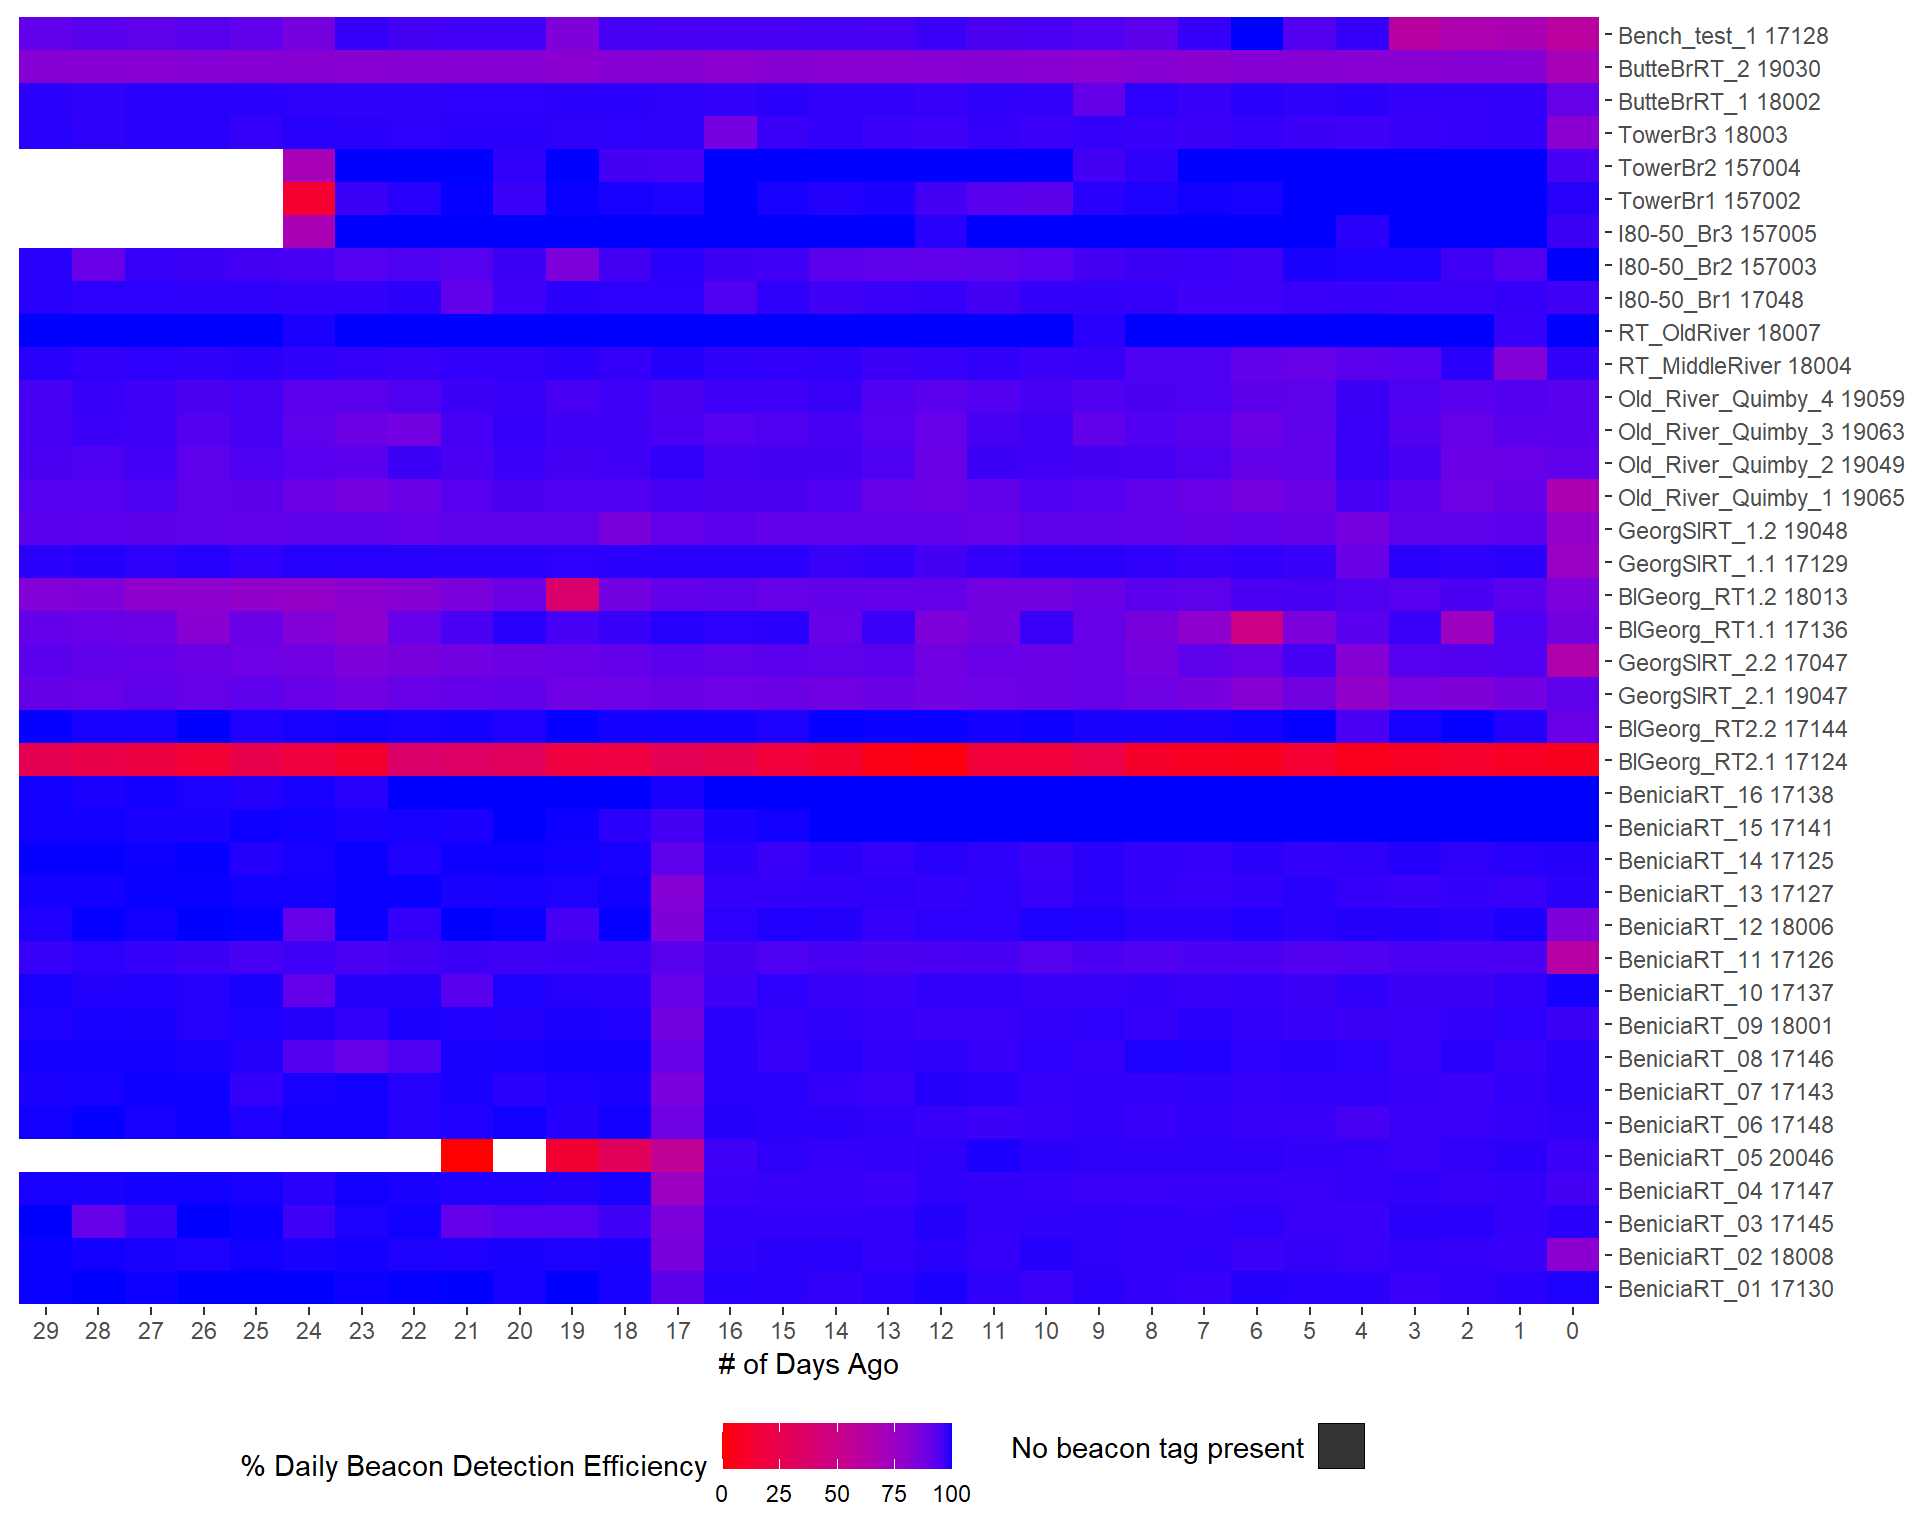 Bench_test_1 17128
ButteBrRT_2 19030
ButteBrRT_1 18002
TowerBr3 18003
TowerBr2 157004
TowerBr1 157002
I80-50_Br3 157005
I80-50_Br2 157003
I80-50_Br1 17048
RT_OldRiver 18007
RT_MiddleRiver 18004
Old_River_Quimby_4 19059
Old_River_Quimby_3 19063
Old_River_Quimby_2 19049
Old_River_Quimby_1 19065
GeorgSlRT_1.2 19048
GeorgSlRT_1.1 17129
BlGeorg_RT1.2 18013
BlGeorg_RT1.1 17136
GeorgSlRT_2.2 17047
GeorgSlRT_2.1 19047
BlGeorg_RT2.2 17144
BlGeorg_RT2.1 17124
BeniciaRT_16 17138
BeniciaRT_15 17141
BeniciaRT_14 17125
BeniciaRT_13 17127
BeniciaRT_12 18006
BeniciaRT_11 17126
BeniciaRT_10 17137
BeniciaRT_09 18001
BeniciaRT_08 17146
BeniciaRT_07 17143
BeniciaRT_06 17148
BeniciaRT_05 20046
BeniciaRT_04 17147
BeniciaRT_03 17145
BeniciaRT_02 18008
BeniciaRT_01 17130
29 28 27 26 25 24 23 22 21 20 19 18 17 16 15 14 13 12 11 10 9 8 7 6 5 4 3 2 1 0
# of Days Ago
% Daily Beacon Detection Efficiency
0 25 50 75 100
No beacon tag present